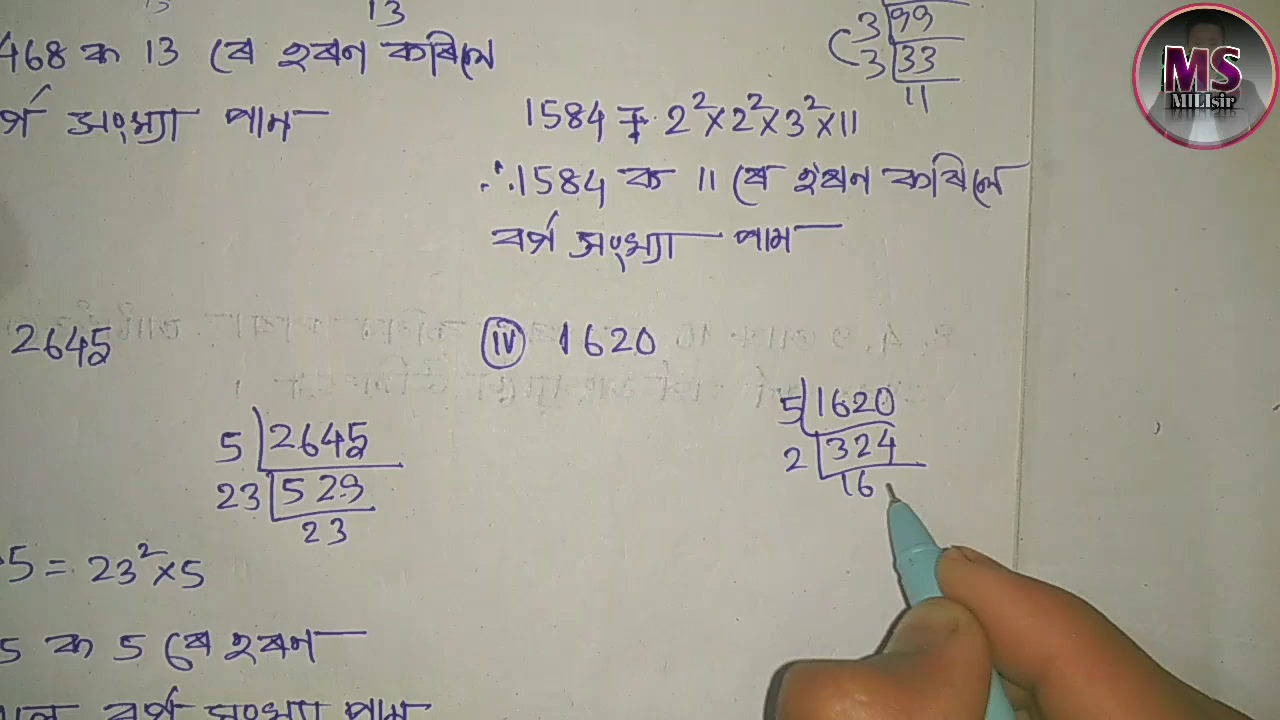 13
468 ক 13 ৰে হৰণ কৰিলে
সংখ্যা পাম
3 99
3 33
11
1584 = 2²×2²×3²×11
∴1584 ক 11 ৰে হৰণ কৰিলে
বৰ্গ সংখ্যা পাম
2645
5 2645
23 529
23
5 = 23²×5
5 ক 5 ৰে হৰণ
বৰ্গ সংখ্যা পাম
iv 1620
5 1620
2 324
16
MS
MILIsir